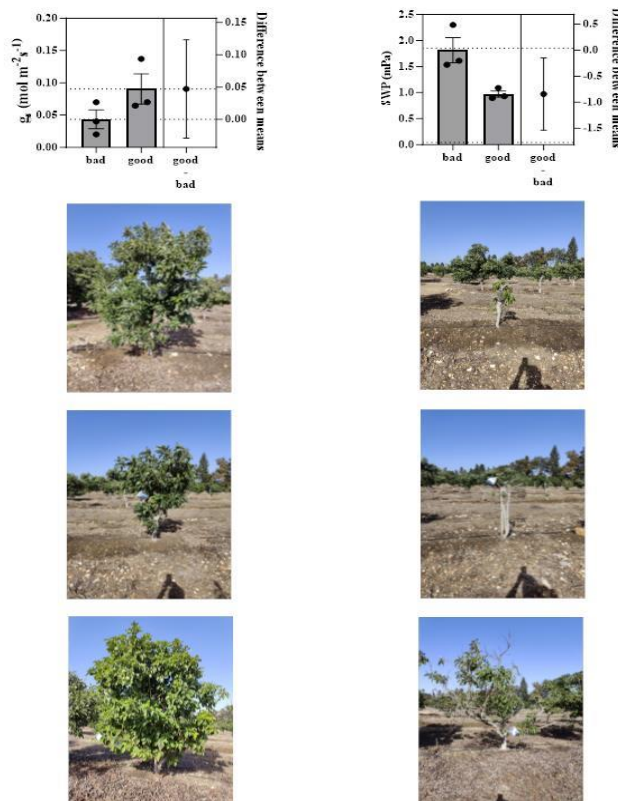 0.20
0.15
0.10
0.05
0.00
gs (mol m-2s-1)
0.15
0.10
0.05
0.00
Difference between means
bad
good
good
-
bad
2.5
2.0
1.5
1.0
0.5
0.0
SWP (mPa)
0.5
0.0
-0.5
-1.0
-1.5
Difference between means
bad
good
good
-
bad